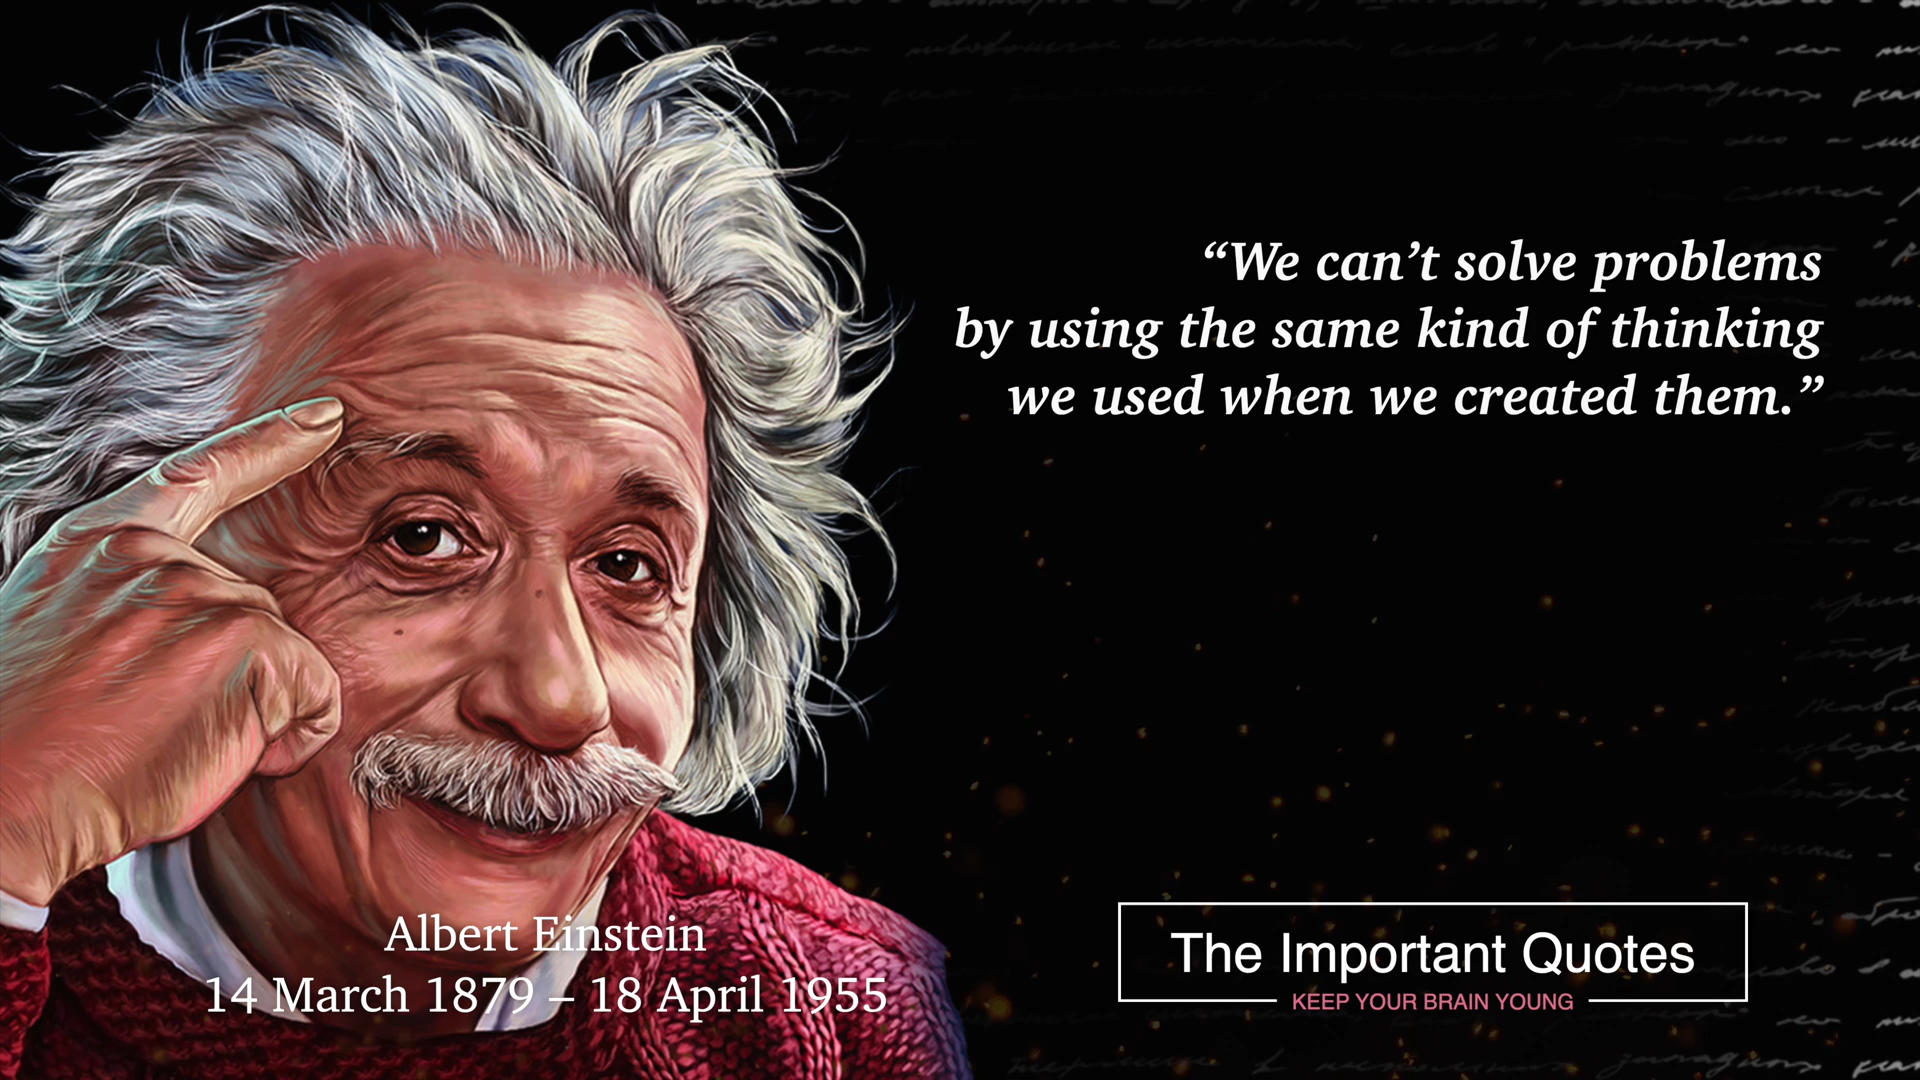 “We can’t solve problems
by using the same kind of thinking
we used when we created them.”
Albert Einstein
14 March 1879 – 18 April 1955
The Important Quotes
KEEP YOUR BRAIN YOUNG